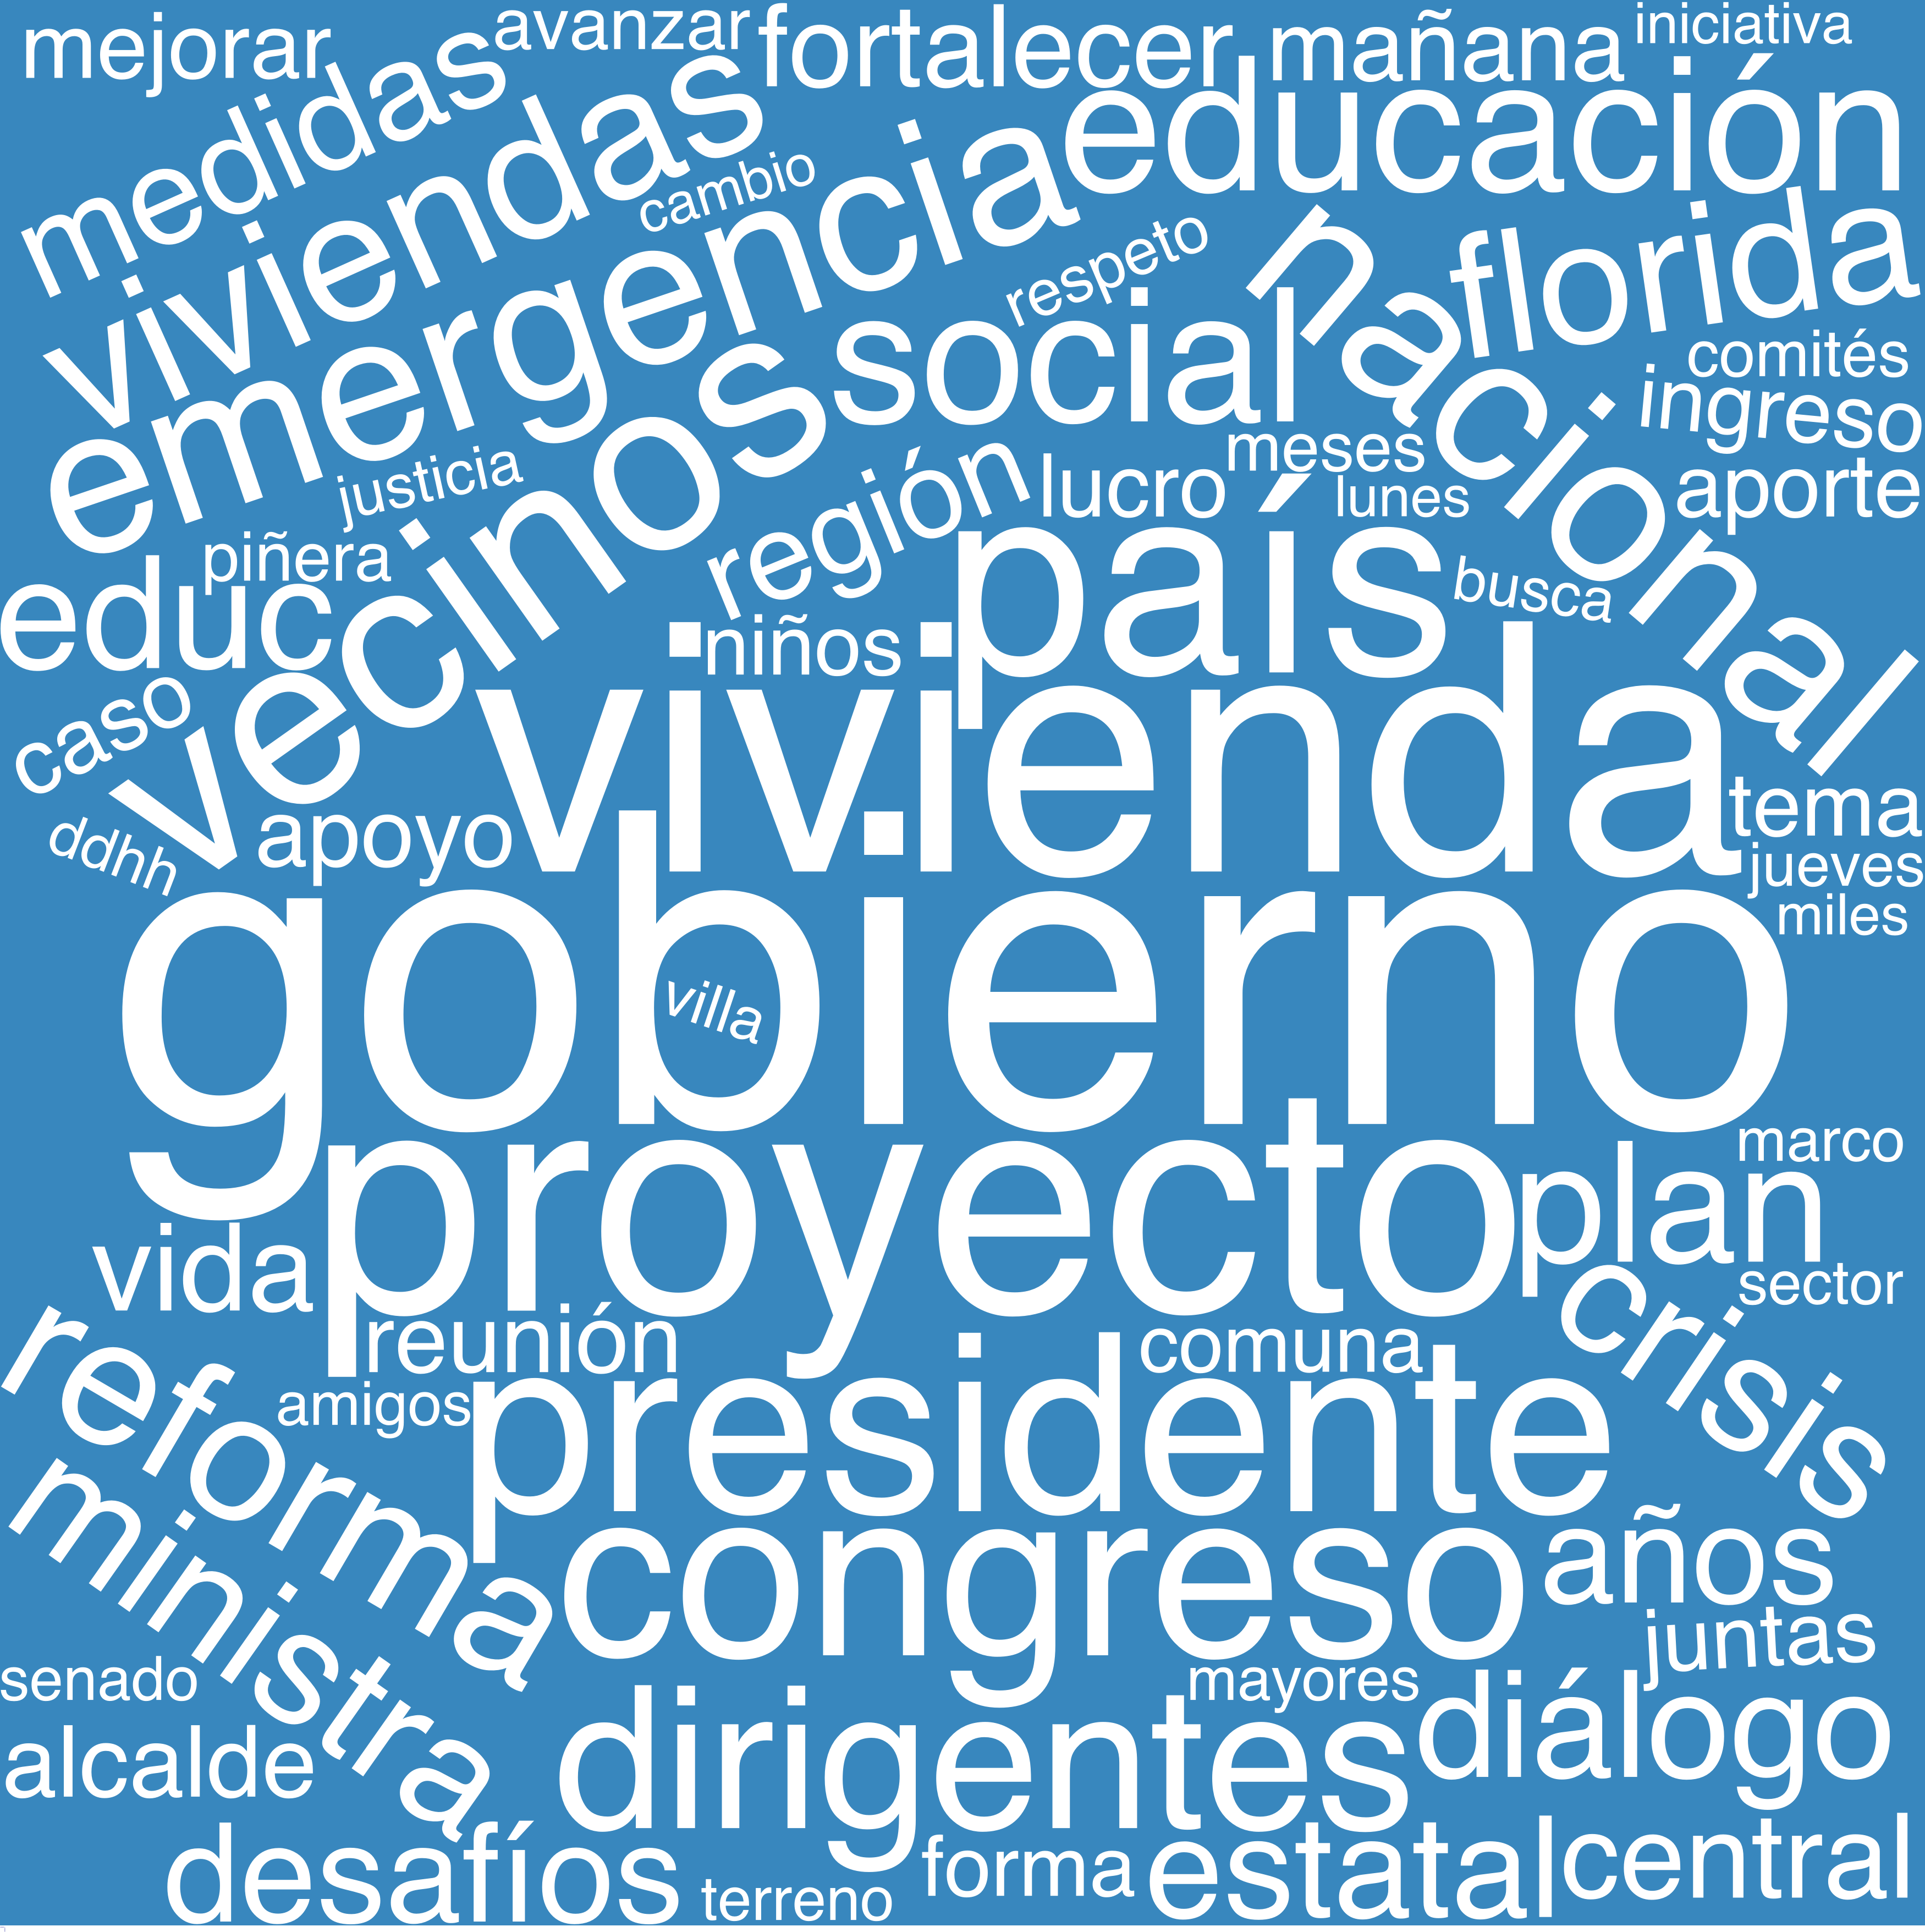 mejorar
avanzar
fortalecer
mañana
iniciativa
medidas
viviendas
cambio
educación
emergencia
respeto
nacional
florida
social
comités
ingreso
justicia
vecinos
región
lucro
meses
lunes
aporte
piñera
educ
país
busca
niños
caso
vivienda
tema
ddhh
apoyo
jueves
miles
gobierno
villa
marco
proyecto
plan
vida
sector
crisis
reforma
reunión
comuna
amigos
presidente
ministra
congreso
años
juntas
senado
mayores
alcalde
dirigentes
diálogo
desafíos
terreno
forma
estatal
central